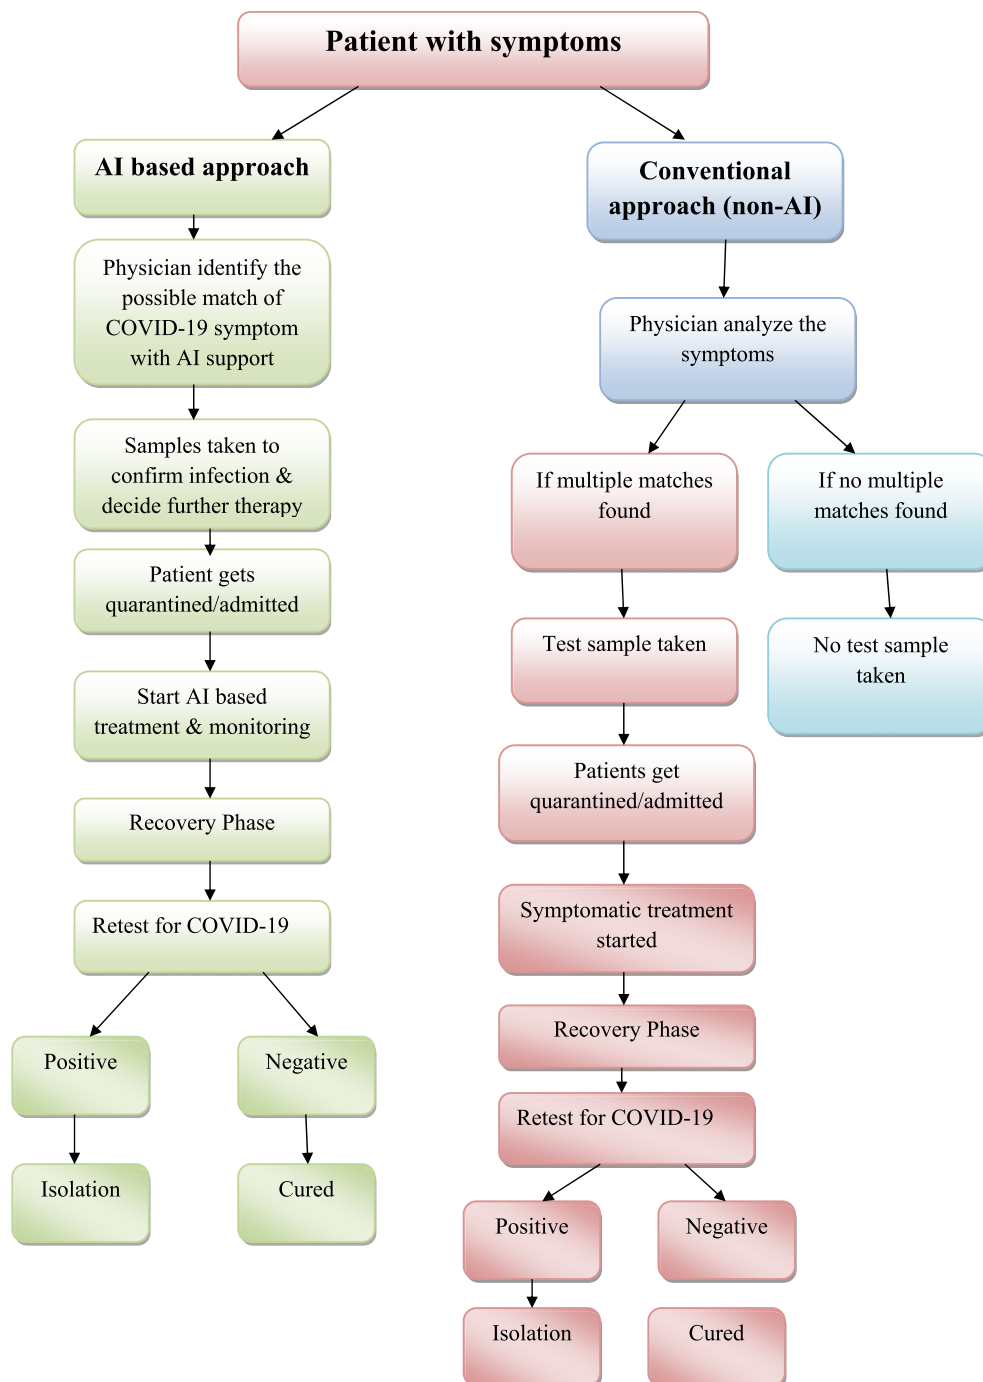 Patient with symptoms
AI based approach
Physician identify the
possible match of
COVID-19 symptom
with AI support
Samples taken to
confirm infection &
decide further therapy
Patient gets
quarantined/admitted
Start AI based
treatment & monitoring
Recovery Phase
Retest for COVID-19
Positive
Negative
Isolation
Cured
Conventional
approach (non-AI)
Physician analyze the
symptoms
If multiple matches
found
If no multiple
matches found
Test sample taken
No test sample
taken
Patients get
quarantined/admitted
Symptomatic treatment
started
Recovery Phase
Retest for COVID-19
Positive
Negative
Isolation
Cured